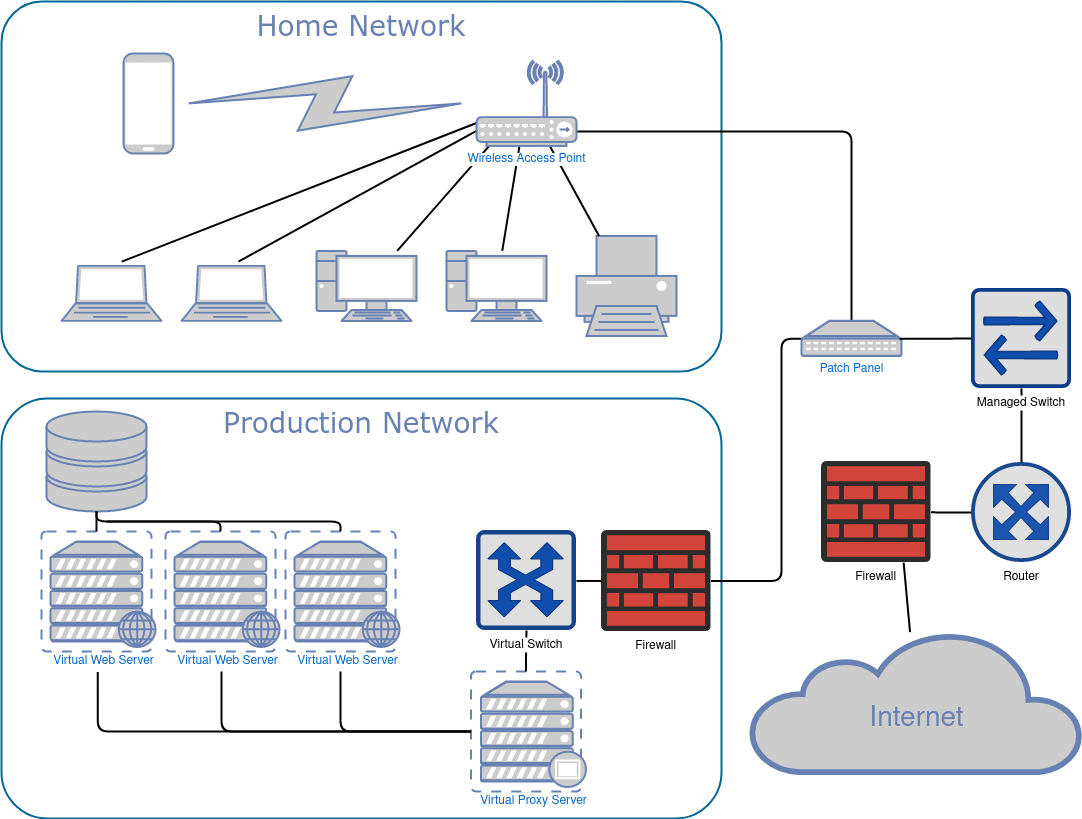 Home Network
Wireless Access Point
Patch Panel
Managed Switch
Production Network
Firewall
Router
Virtual Switch
Firewall
Virtual Web Server
Virtual Web Server
Virtual Web Server
Internet
Virtual Proxy Server